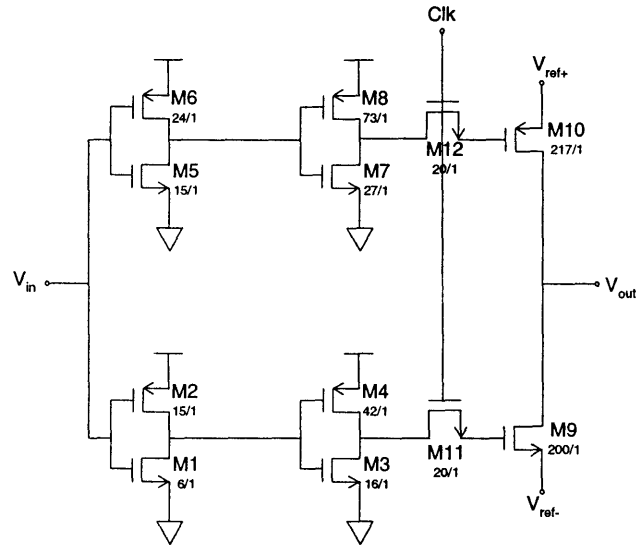 Clk
V_ref+
M6
24/1
M8
73/1
M10
217/1
M12
20/1
M5
15/1
M7
27/1
V_in
V_out
M2
15/1
M4
42/1
M9
200/1
M11
20/1
M1
6/1
M3
16/1
V_ref-